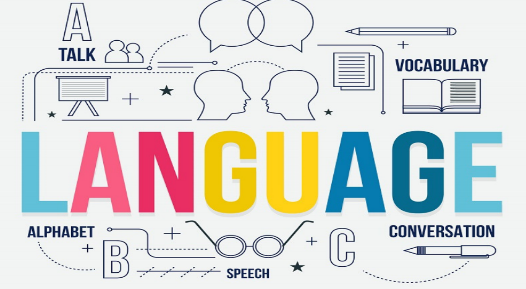 A
TALK
VOCABULARY
LANGUAGE
ALPHABET
B
SPEECH
C
CONVERSATION